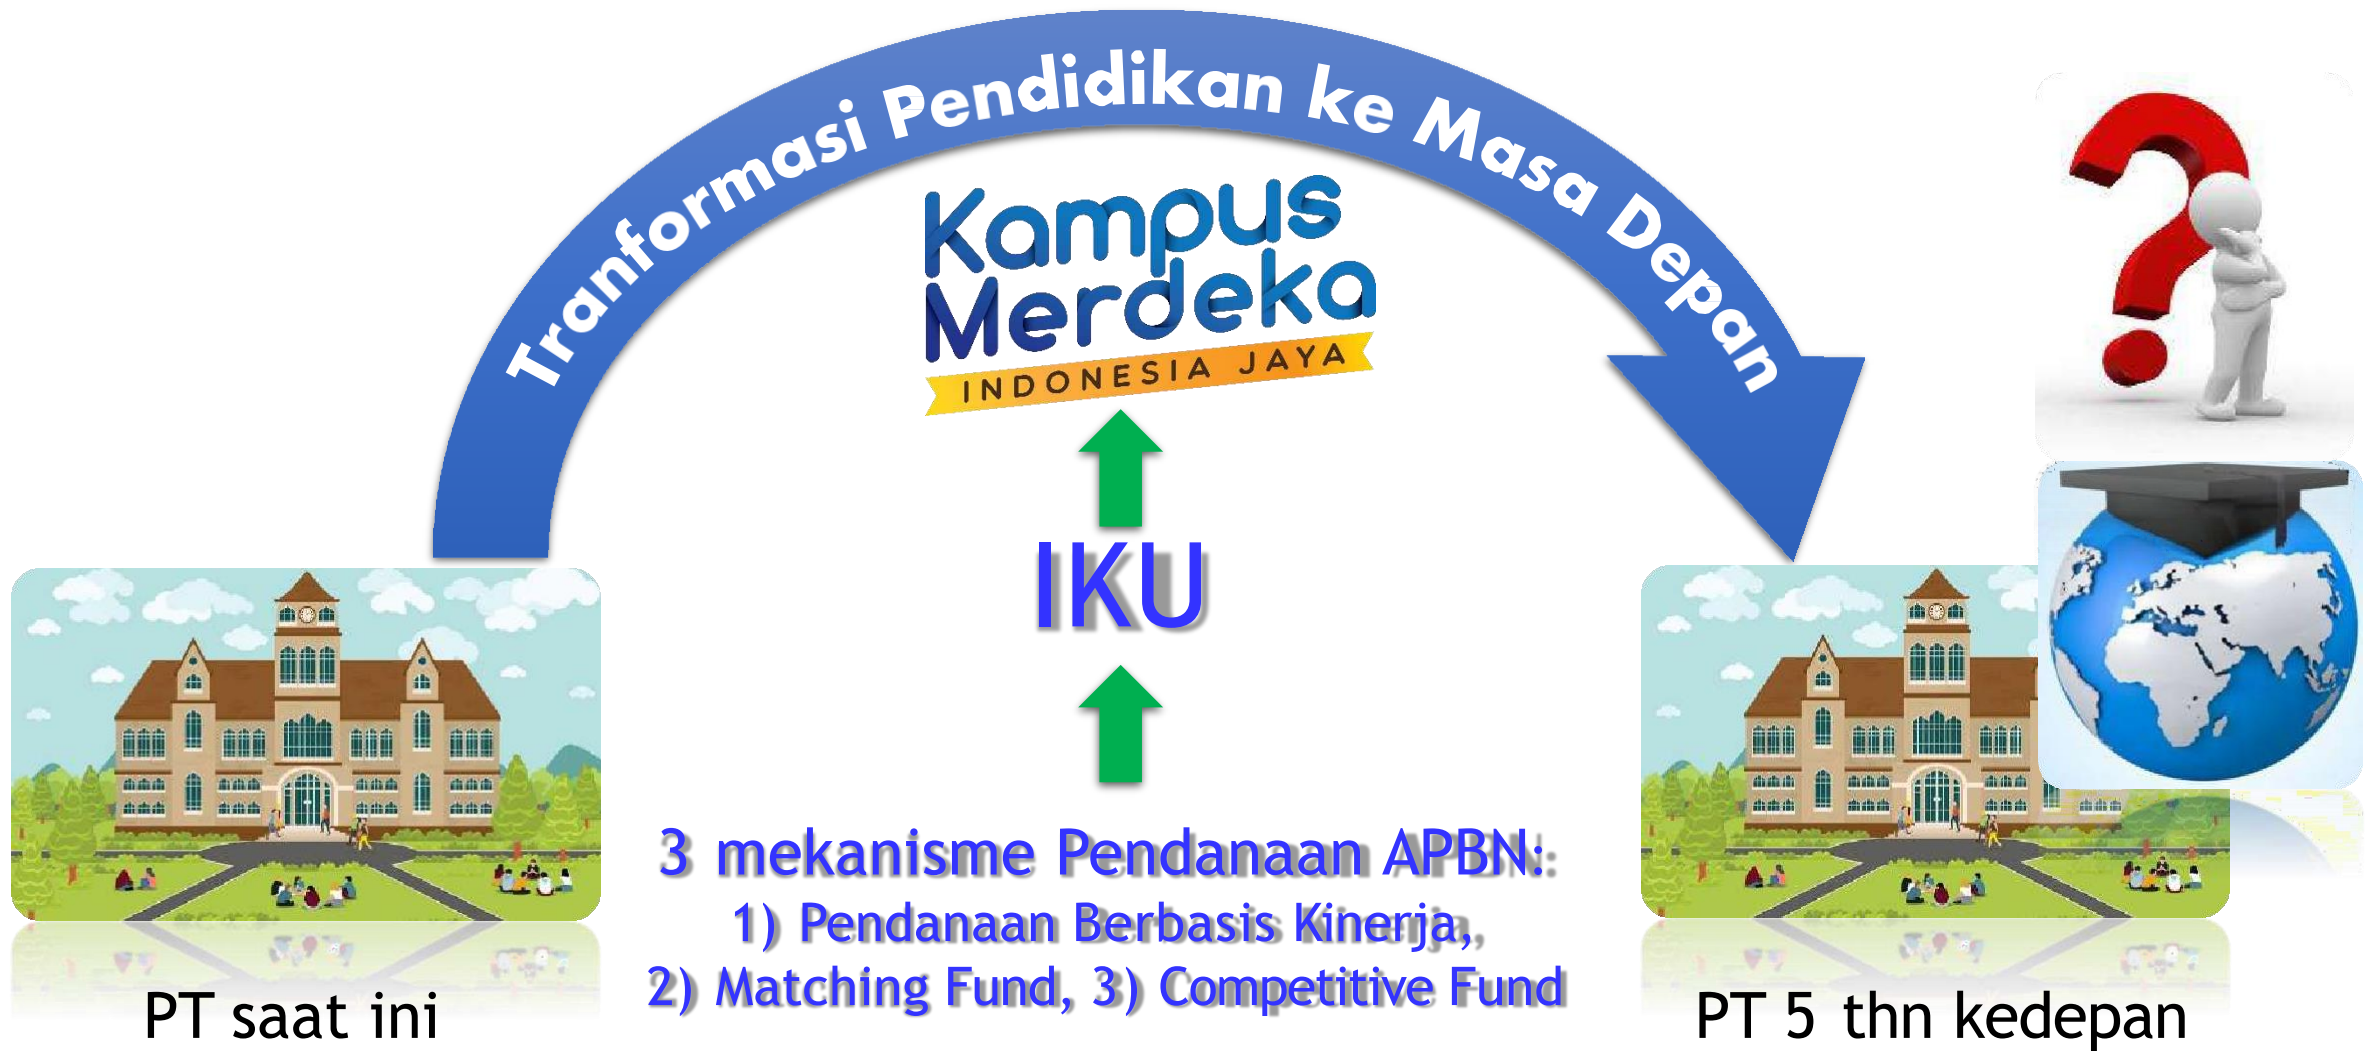 Tranformasi Pendidikan ke Masa Depan
Kampus
Merdeka
INDONESIA JAYA
IKU
3 mekanisme Pendanaan APBN:
1) Pendanaan Berbasis Kinerja,
2) Matching Fund, 3) Competitive Fund
PT saat ini
PT 5 thn kedepan